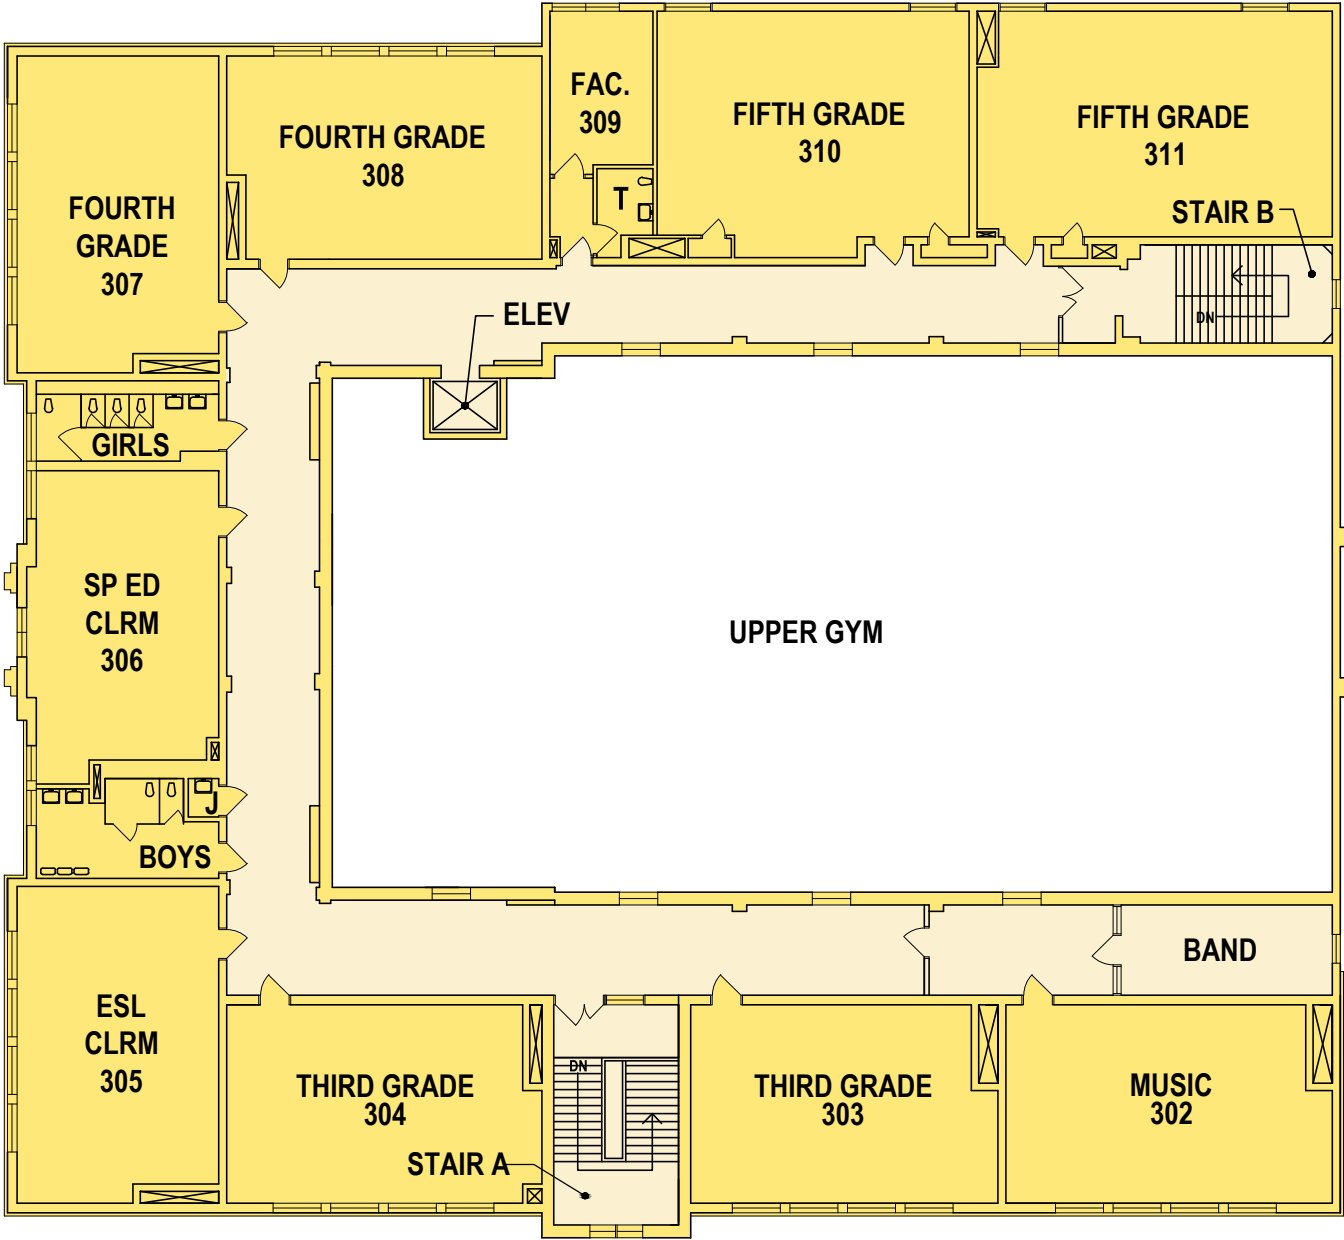 FAC.
309
FIFTH GRADE
310
FIFTH GRADE
311
FOURTH GRADE
308
T
FOURTH
GRADE
307
STAIR B
ELEV
DN
GIRLS
SP ED
CLRM
306
UPPER GYM
J
BOYS
BAND
ESL
CLRM
305
DN
THIRD GRADE
304
THIRD GRADE
303
MUSIC
302
STAIR A